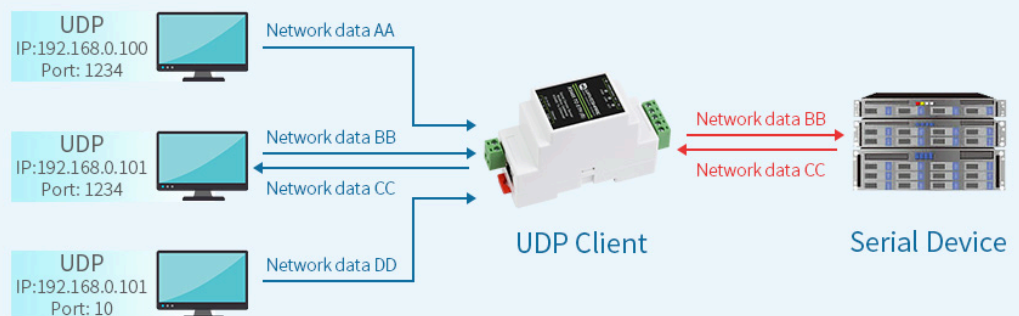 UDP
IP:192.168.0.100
Port: 1234
Network data AA
UDP
IP:192.168.0.101
Port: 1234
Network data BB
Network data CC
UDP
IP:192.168.0.101
Port: 10
Network data DD
UDP Client
Network data BB
Network data CC
Serial Device